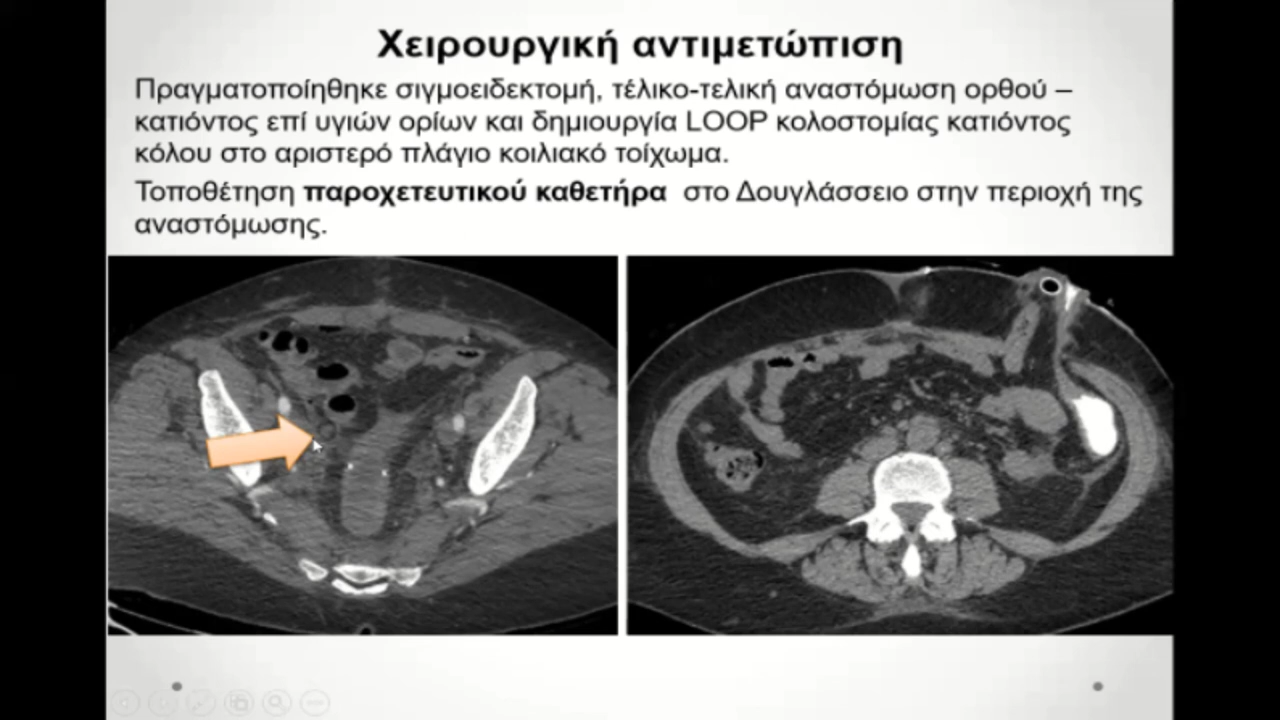 Χειρουργική αντιμετώπιση
Πραγματοποίηθηκε σιγμοειδεκτομή, τέλικο-τελική αναστόμωση ορθού –
κατιόντος επί υγιών ορίων και δημιουργία LOOP κολοστομίας κατιόντος
κόλου στο αριστερό πλάγιο κοιλιακό τοίχωμα.
Τοποθέτηση παροχετευτικού καθετήρα στο Δουγλάσσειο στην περιοχή της
αναστόμωσης.